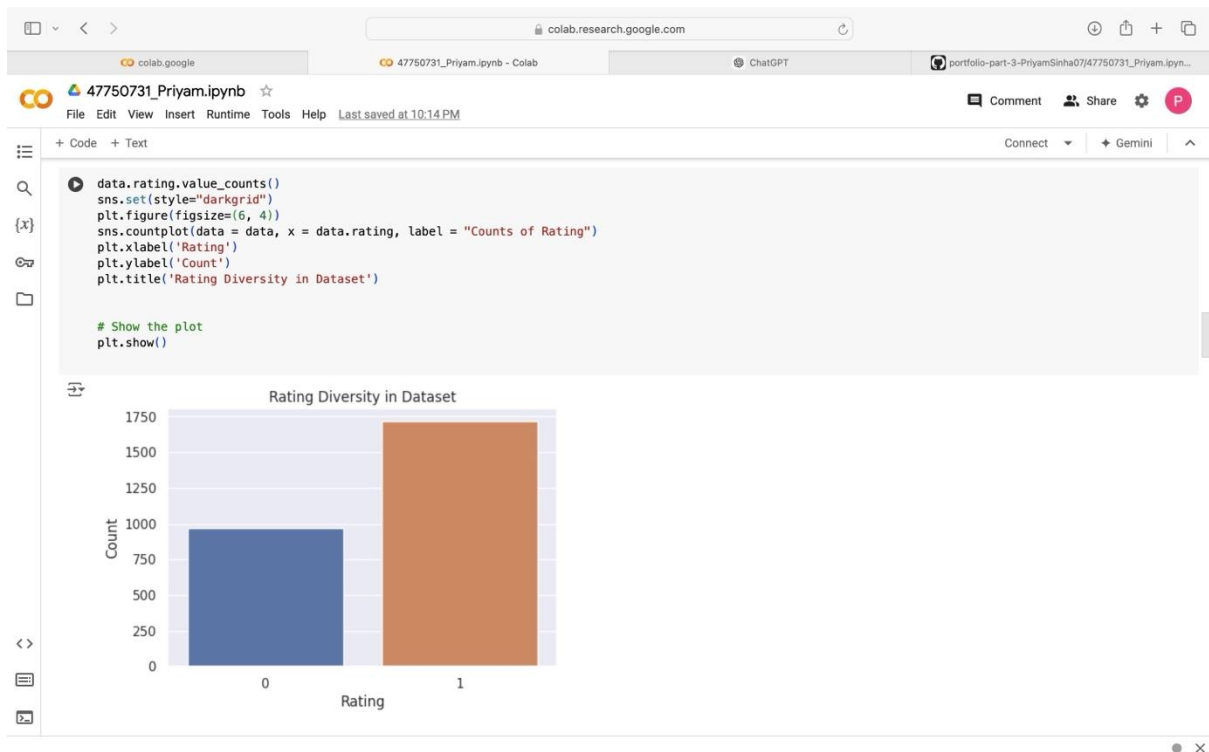 colab.research.google.com
colab.google
47750731_Priyam.ipynb - Colab
ChatGPT
portfolio-part-3-PriyamSinha07/47750731_Priyam.ipyn...
47750731_Priyam.ipynb
Comment
Share
P
File Edit View Insert Runtime Tools Help Last saved at 10:14 PM
+ Code + Text
Connect
Gemini
{x}
data.rating.value_counts()
sns.set(style="darkgrid")
plt.figure(figsize=(6, 4))
sns.countplot(data = data, x = data.rating, label = "Counts of Rating")
plt.xlabel('Rating')
plt.ylabel('Count')
plt.title('Rating Diversity in Dataset')
# Show the plot
plt.show()
Rating Diversity in Dataset
1750
1500
1250
1000
750
500
250
0
Count
0 1
Rating